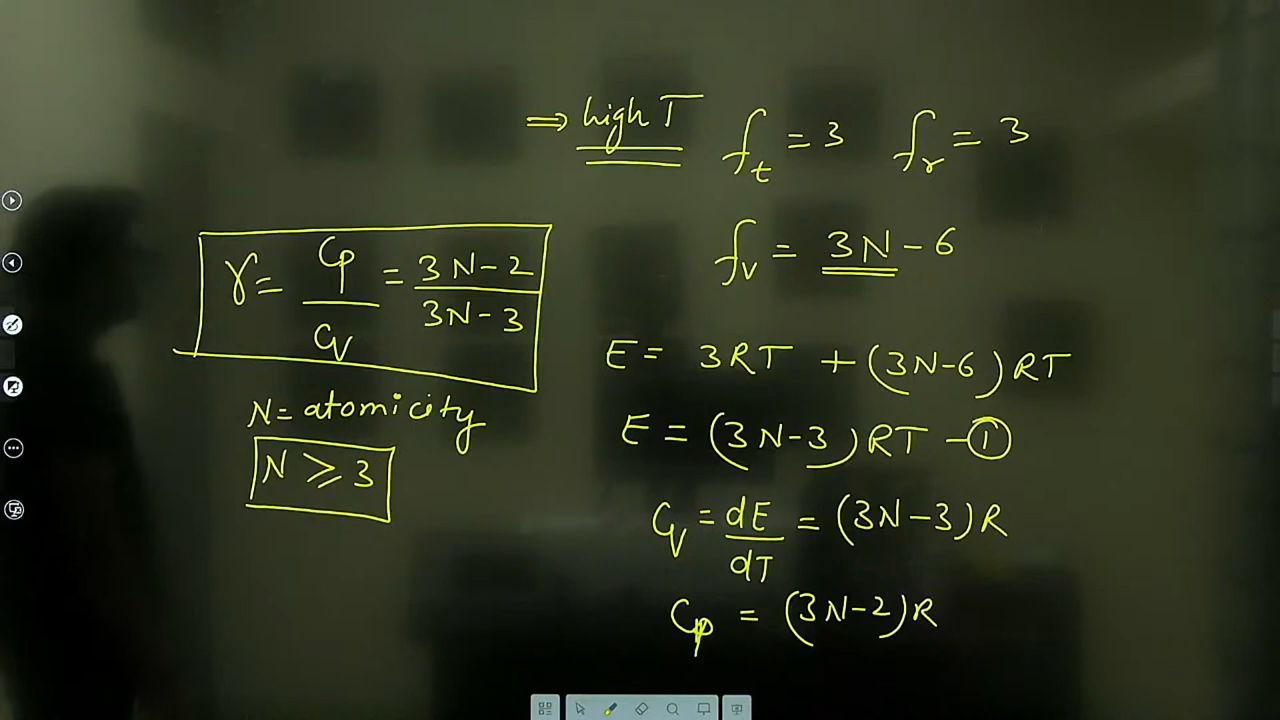 ⇒ high T f_t = 3 f_r = 3
f_v = 3N - 6
γ = Cp/Cv = (3N - 2)/(3N - 3)
N = atomicity
N ≥ 3
E = 3RT + (3N-6)RT
E = (3N-3)RT - ①
Cv = dE/dT = (3N-3)R
Cp = (3N-2)R